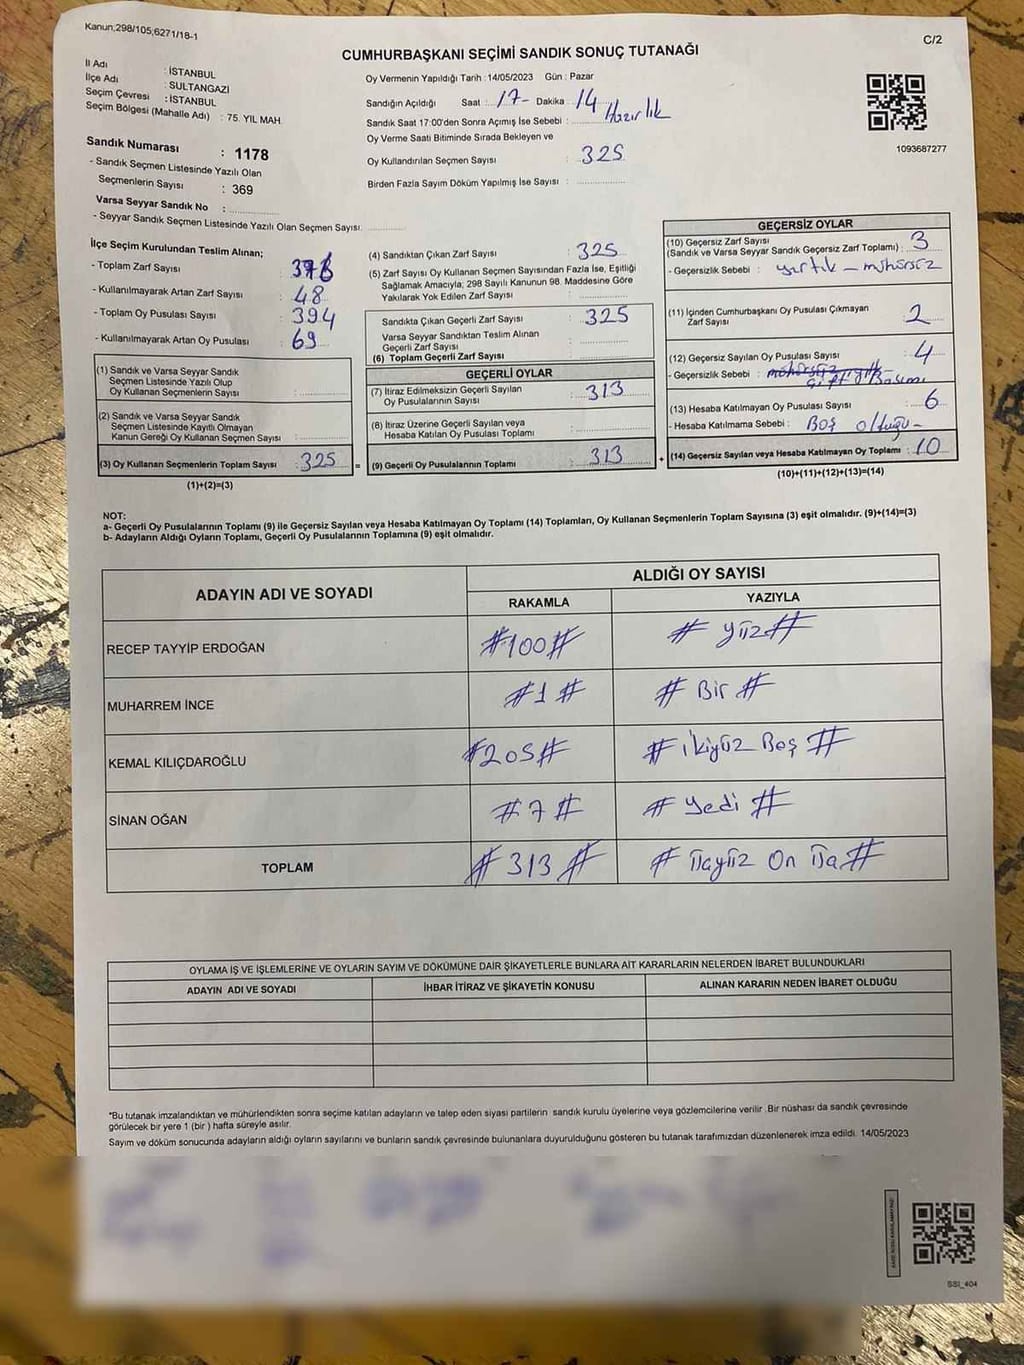 Kanun,298/105,6271/18-1
C/2
CUMHURBAŞKANI SEÇİMİ SANDIK SONUÇ TUTANAĞI
İl Adı : İSTANBUL
İlçe Adı : SULTANGAZİ
Seçim Çevresi : İSTANBUL
Seçim Bölgesi (Mahalle Adı) : 75. YIL MAH.
Sandık Numarası : 1178
- Sandık Seçmen Listesinde Yazılı Olan
Seçmenlerin Sayısı : 369
Varsa Seyyar Sandık No :
- Seyyar Sandık Seçmen Listesinde Yazılı Olan Seçmen Sayısı:
Oy Vermenin Yapıldığı Tarih : 14/05/2023 Gün : Pazar
Sandığın Açıldığı Saat : 17- Dakika : 14
Sandık Saat 17:00'den Sonra Açımış İse Sebebi : Hazırlık
Oy Verme Saati Bitiminde Sırada Bekleyen ve
Oy Kullandırılan Seçmen Sayısı : 325
Birden Fazla Sayım Döküm Yapılmış İse Sayısı :
1093687277
İlçe Seçim Kurulundan Teslim Alınan;
- Toplam Zarf Sayısı :
- Kullanılmayarak Artan Zarf Sayısı : 48
- Toplam Oy Pusulası Sayısı : 394
- Kullanılmayarak Artan Oy Pusulası : 69
(1) Sandık ve Varsa Seyyar Sandık
Seçmen Listesinde Yazılı Olup
Oy Kullanan Seçmenlerin Sayısı :
(2) Sandık ve Varsa Seyyar Sandık
Seçmen Listesinde Kayıtlı Olmayan
Kanun Gereği Oy Kullanan Seçmen Sayısı :
(3) Oy Kullanan Seçmenlerin Toplam Sayısı : 325 =
(1)+(2)=(3)
(4) Sandıktan Çıkan Zarf Sayısı : 325
(5) Zarf Sayısı Oy Kullanan Seçmen Sayısından Fazla İse, Eşitliği
Sağlamak Amacıyla; 298 Sayılı Kanunun 98. Maddesine Göre
Yakılarak Yok Edilen Zarf Sayısı :
Sandıkta Çıkan Geçerli Zarf Sayısı : 325
Varsa Seyyar Sandıktan Teslim Alınan
Geçerli Zarf Sayısı :
(6) Toplam Geçerli Zarf Sayısı :
GEÇERLİ OYLAR
(7) İtiraz Edilmeksizin Geçerli Sayılan
Oy Pusulalarının Sayısı : 313
(8) İtiraz Üzerine Geçerli Sayılan veya
Hesaba Katılan Oy Pusulası Toplamı :
(9) Geçerli Oy Pusulalarının Toplamı : 313 +
GEÇERSİZ OYLAR
(10) Geçersiz Zarf Sayısı
(Sandık ve Varsa Seyyar Sandık Geçersiz Zarf Toplamı) : 3
- Geçersizlik Sebebi : yırtık - mühürsüz
(11) İçinden Cumhurbaşkanı Oy Pusulası Çıkmayan
Zarf Sayısı : 2
(12) Geçersiz Sayılan Oy Pusulası Sayısı : 4
- Geçersizlik Sebebi :
(13) Hesaba Katılmayan Oy Pusulası Sayısı : 6
- Hesaba Katılmama Sebebi : Boş olduğu-
(14) Geçersiz Sayılan veya Hesaba Katılmayan Oy Toplamı : 10
(10)+(11)+(12)+(13)=(14)
NOT:
a- Geçerli Oy Pusulalarının Toplamı (9) ile Geçersiz Sayılan veya Hesaba Katılmayan Oy Toplamı (14) Toplamları, Oy Kullanan Seçmenlerin Toplam Sayısına (3) eşit olmalıdır. (9)+(14)=(3)
b- Adayların Aldığı Oyların Toplamı, Geçerli Oy Pusulalarının Toplamına (9) eşit olmalıdır.
ADAYIN ADI VE SOYADI
ALDIĞI OY SAYISI
RAKAMLA YAZIYLA
RECEP TAYYİP ERDOĞAN #100# # yüz #
MUHARREM İNCE #1# # Bir #
KEMAL KILIÇDAROĞLU #205# # ikiyüz Beş #
SİNAN OĞAN #7# # yedi #
TOPLAM #313# # üçyüz On üç #
OYLAMA İŞ VE İŞLEMLERİNE VE OYLARIN SAYIM VE DÖKÜMÜNE DAİR ŞİKAYETLERLE BUNLARA AİT KARARLARIN NELERDEN İBARET BULUNDUKLARI
ADAYIN ADI VE SOYADI İHBAR İTİRAZ VE ŞİKAYETİN KONUSU ALINAN KARARIN NEDEN İBARET OLDUĞU
*Bu tutanak imzalandıktan ve mühürlendikten sonra seçime katılan adayların ve talep eden siyasi partilerin sandık kurulu üyelerine veya gözlemcilerine verilir .Bir nüshası da sandık çevresinde
görülecek bir yere 1 (bir ) hafta süreyle asılır.
Sayım ve döküm sonucunda adayların aldığı oyların sayılarını ve bunların sandık çevresinde bulunanlara duyurulduğunu gösteren bu tutanak tarafımızdan düzenlenerek imza edildi. 14/05/2023
SSI_404